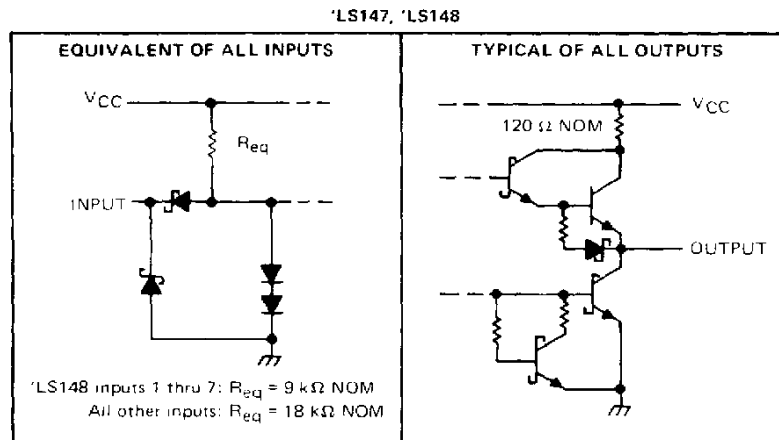 'LS147, 'LS148
EQUIVALENT OF ALL INPUTS
VCC
Req
INPUT
'LS148 inputs 1 thru 7: Req = 9 kΩ NOM
All other inputs: Req = 18 kΩ NOM
TYPICAL OF ALL OUTPUTS
VCC
120 Ω NOM
OUTPUT